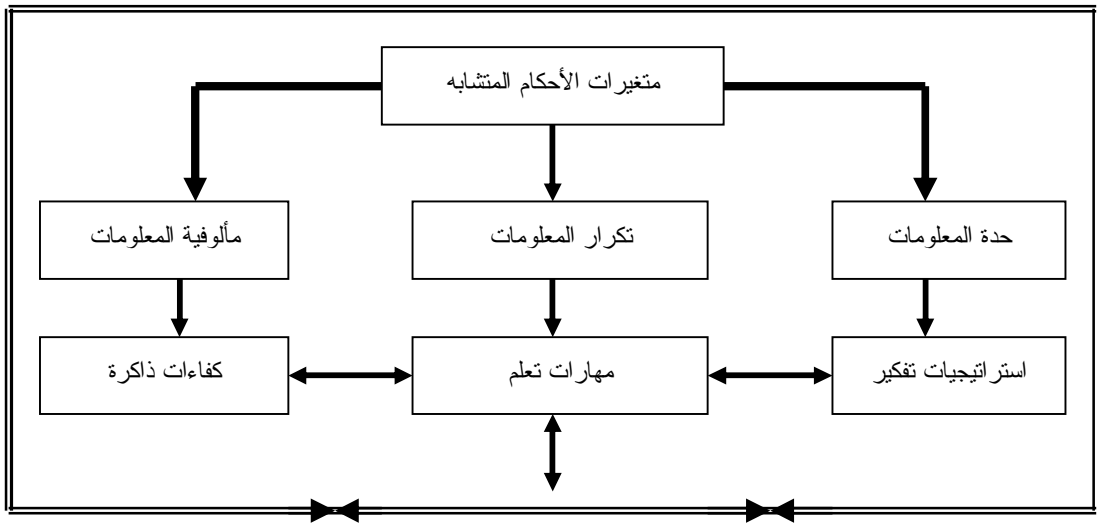 متغيرات الأحكام المتشابه
حدة المعلومات
تكرار المعلومات
مألوفية المعلومات
استراتيجيات تفكير
مهارات تعلم
كفاءات ذاكرة